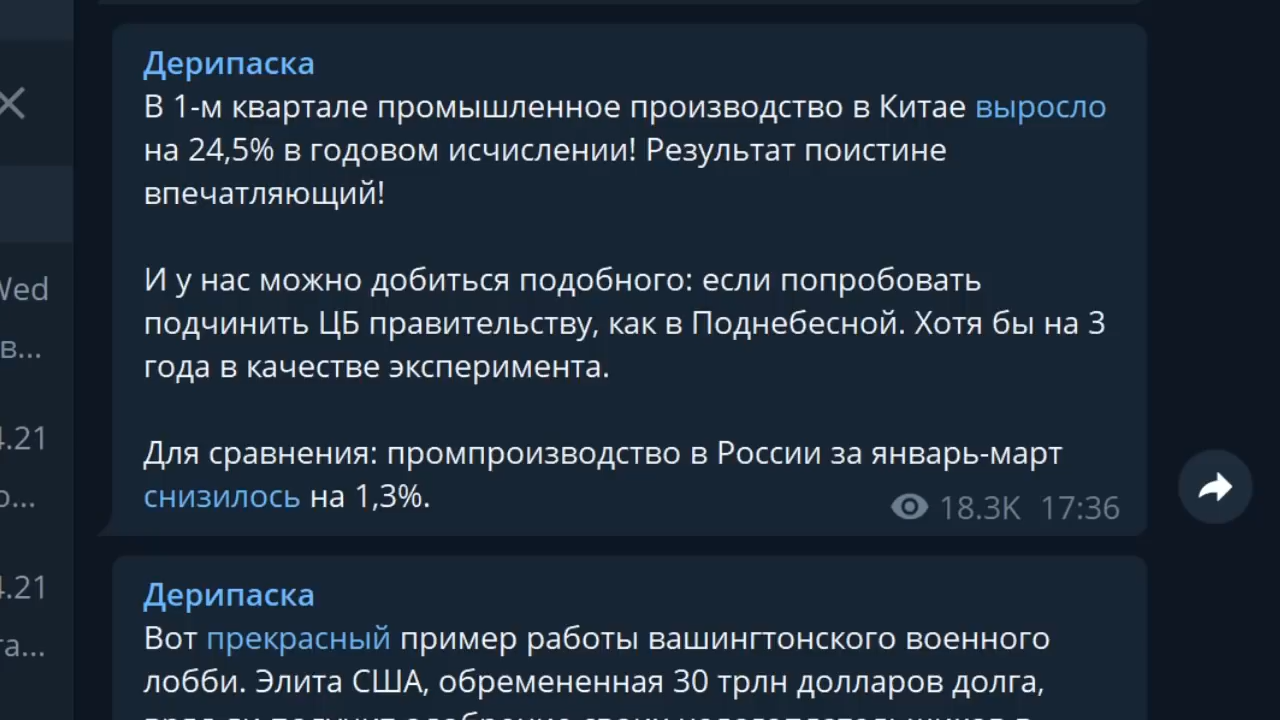 Дерипаска
В 1-м квартале промышленное производство в Китае выросло
на 24,5% в годовом исчислении! Результат поистине
впечатляющий!
И у нас можно добиться подобного: если попробовать
подчинить ЦБ правительству, как в Поднебесной. Хотя бы на 3
года в качестве эксперимента.
Для сравнения: промпроизводство в России за январь-март
снизилось на 1,3%.
18.3K 17:36
Wed
в...
4.21
о...
4.21
та...
Дерипаска
Вот прекрасный пример работы вашингтонского военного
лобби. Элита США, обремененная 30 трлн долларов долга,